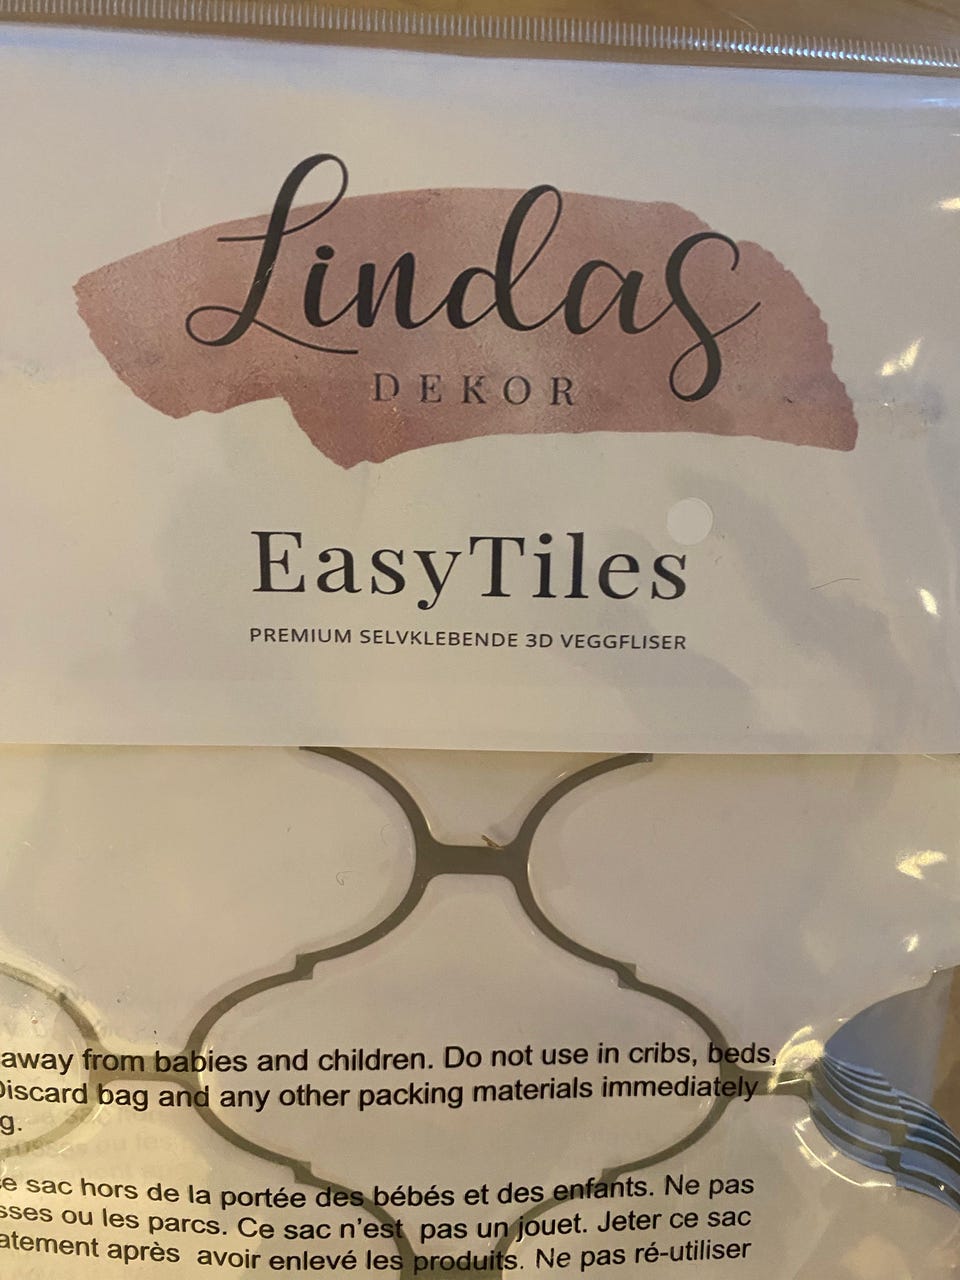 Lindas
DEKOR
EasyTiles
PREMIUM SELVKLEBENDE 3D VEGGFLISER
away from babies and children. Do not use in cribs, beds,
Discard bag and any other packing materials immediately
g.
e sac hors de la portée des bébés et des enfants. Ne pas
sses ou les parcs. Ce sac n'est pas un jouet. Jeter ce sac
atement après avoir enlevé les produits. Ne pas ré-utiliser